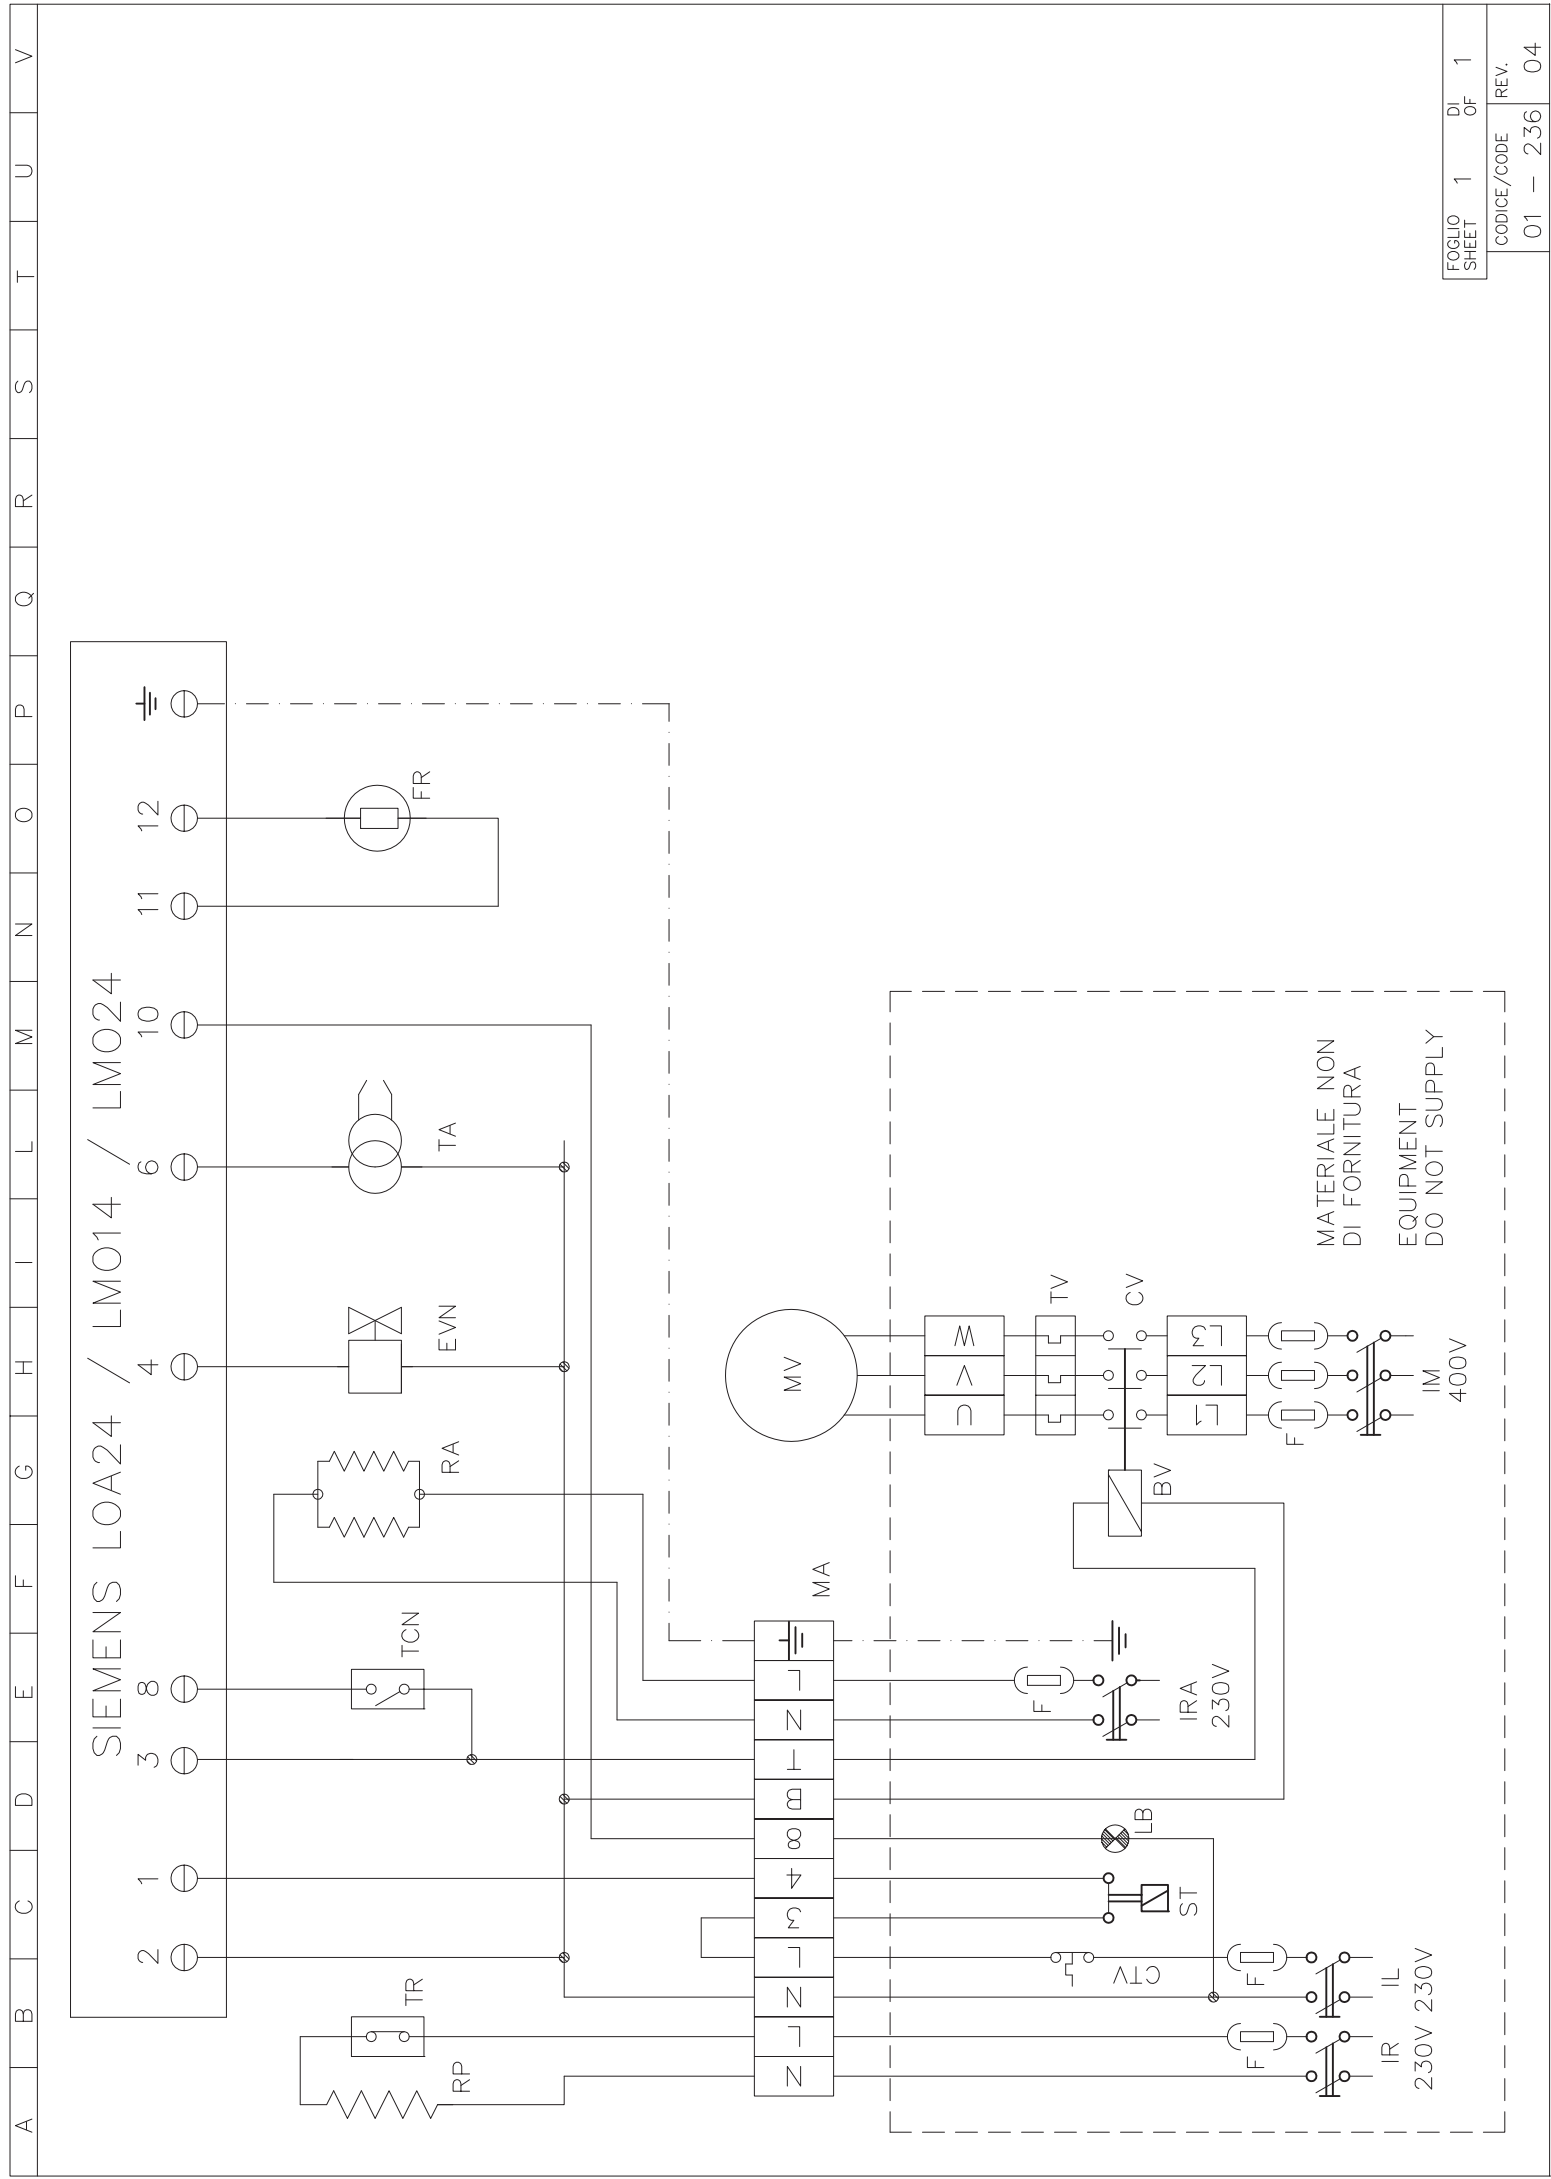 A B C D E F G H I L M N O P Q R S T U V
SIEMENS LOA24 / LMO14 / LMO24
2 1 3 8 4 6 10 11 12
TR
RP
TCN
RA
EVN
TA
FR
MA
N L N L 3 4 8 B T N L
MV
U V W
TV
CV
BV
L1 L2 L3
F
IM
400V
F
IRA
230V
LB
ST
CTV
F
F
IR
IL
230V 230V
MATERIALE NON
DI FORNITURA
EQUIPMENT
DO NOT SUPPLY
FOGLIO 1 DI 1
SHEET OF
CODICE/CODE REV.
01 - 236 04